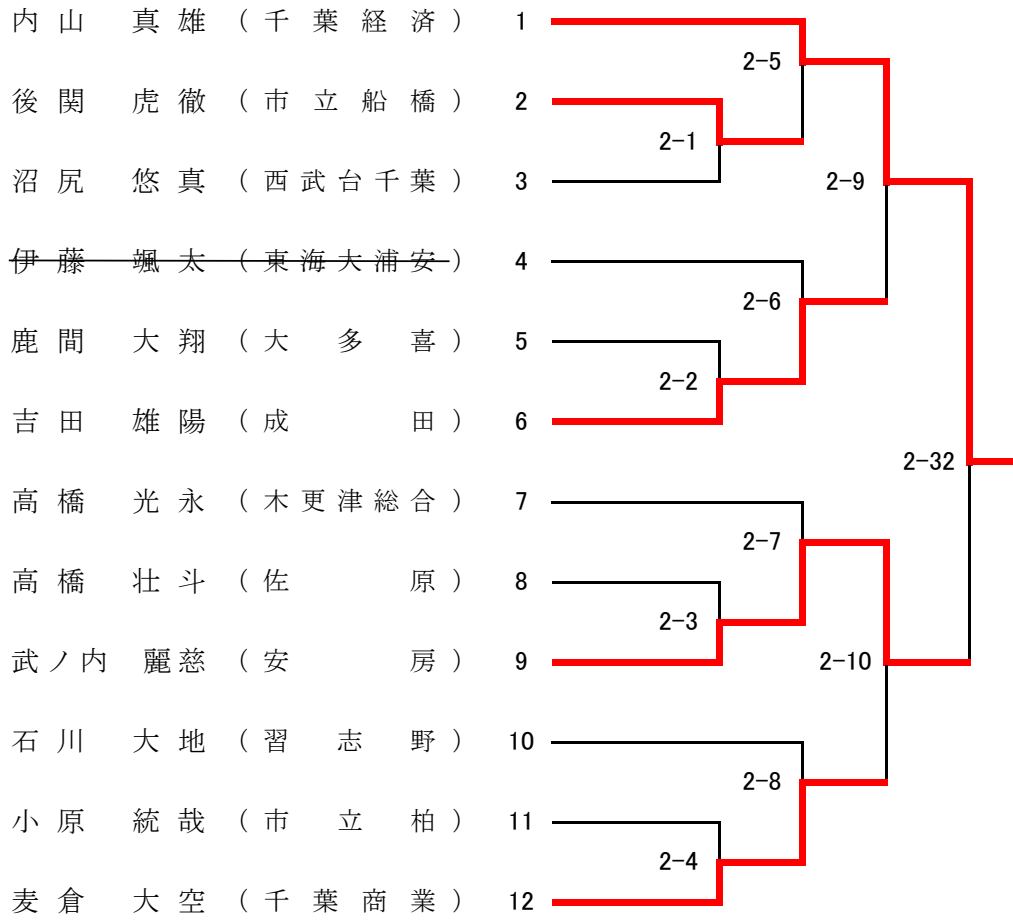 内山 真雄 (千葉経済) 1
2-5
後関 虎徹 (市立船橋) 2
2-1
沼尻 悠真 (西武台千葉) 3
2-9
伊藤 颯太 (東海大浦安) 4
2-6
鹿間 大翔 (大多喜) 5
2-2
吉田 雄陽 (成田) 6
2-32
高橋 光永 (木更津総合) 7
2-7
高橋 壮斗 (佐原) 8
2-3
武ノ内 麗慈 (安房) 9
2-10
石川 大地 (習志野) 10
2-8
小原 統哉 (市立柏) 11
2-4
麦倉 大空 (千葉商業) 12